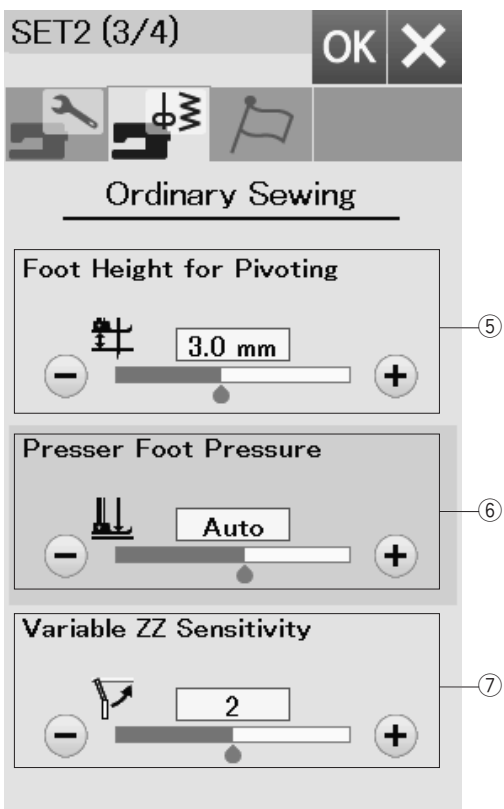 SET2 (3/4)
OK
Ordinary Sewing
Foot Height for Pivoting
3.0 mm
⑤
Presser Foot Pressure
Auto
⑥
Variable ZZ Sensitivity
2
⑦